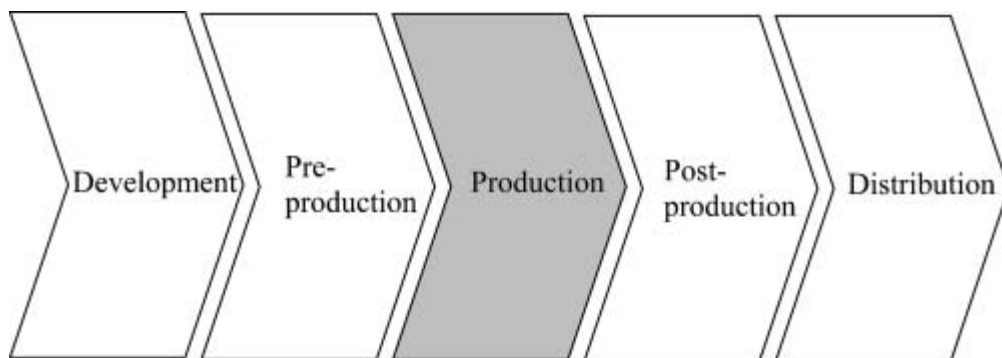 Development
Pre-
production
Production
Post-
production
Distribution